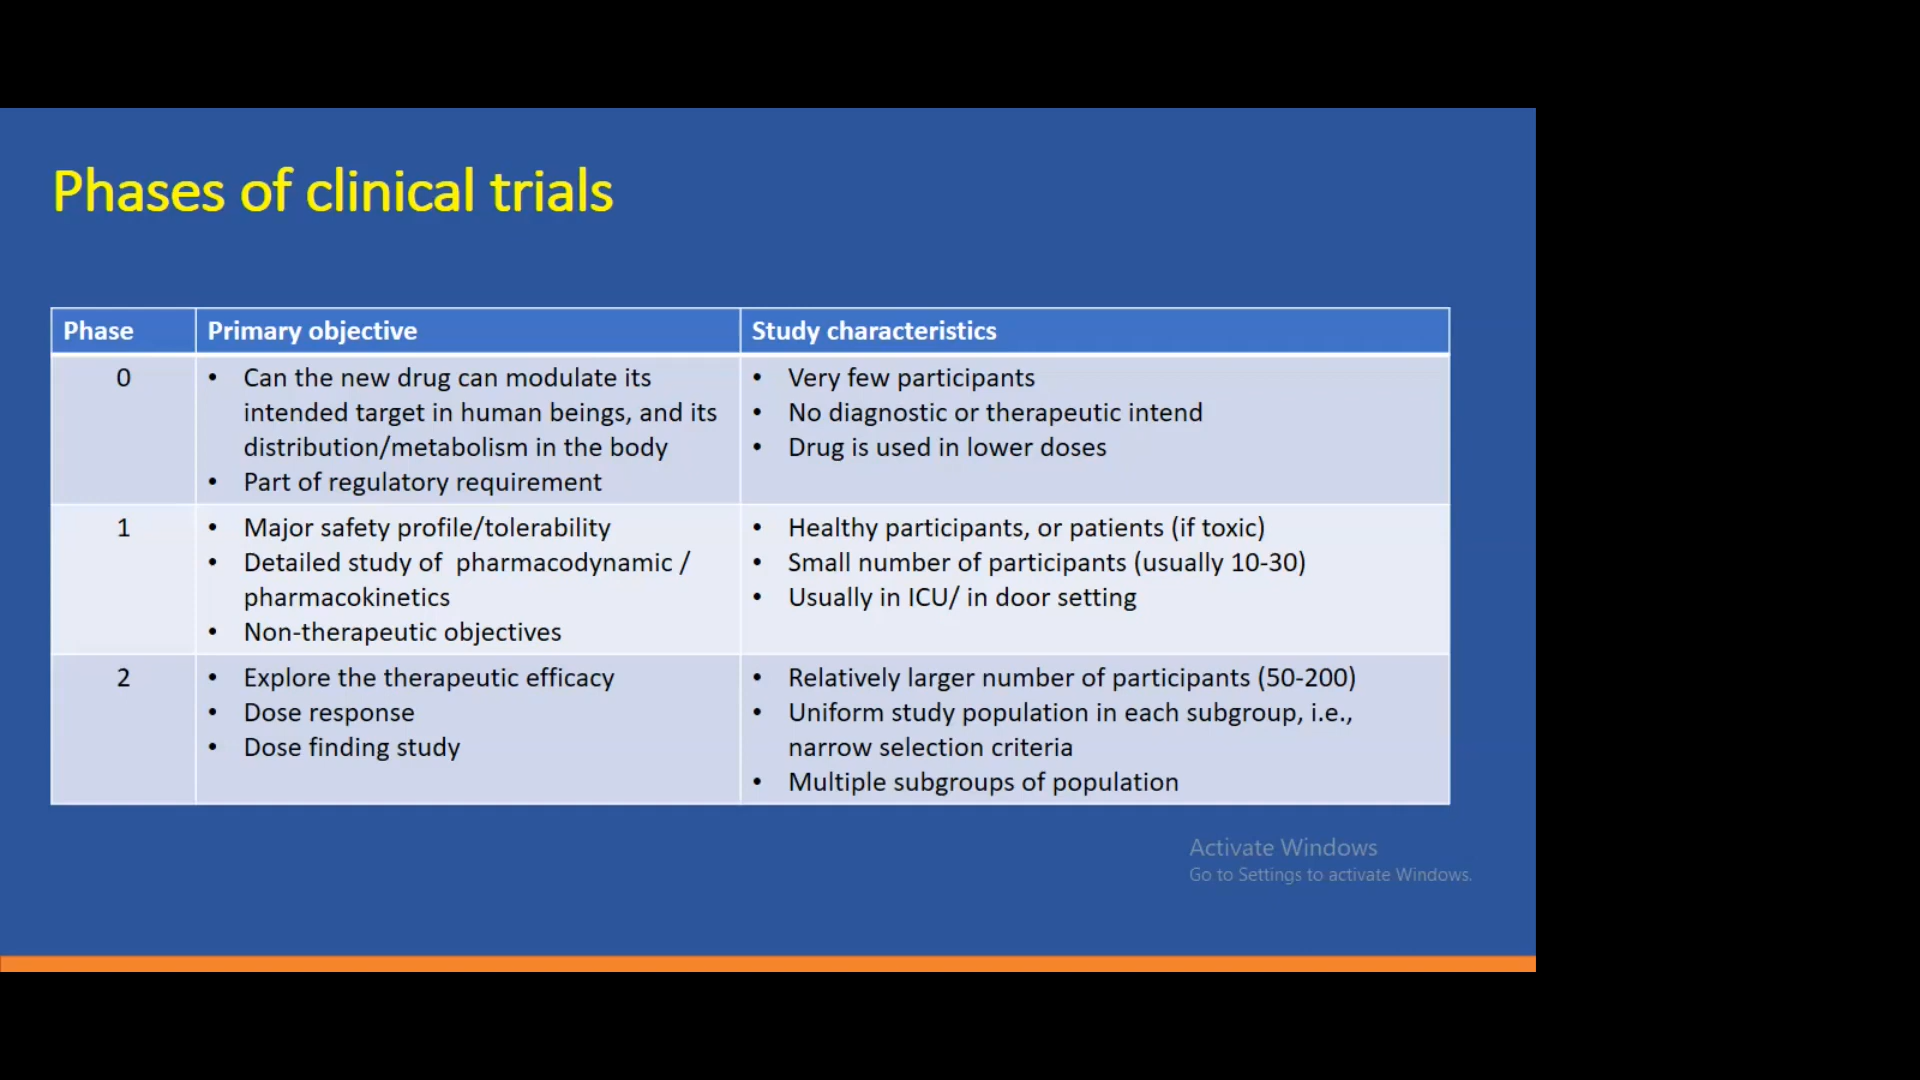 Phases of clinical trials
Phase Primary objective Study characteristics
0
• Can the new drug can modulate its
intended target in human beings, and its
distribution/metabolism in the body
• Part of regulatory requirement
• Very few participants
• No diagnostic or therapeutic intend
• Drug is used in lower doses
1
• Major safety profile/tolerability
• Detailed study of pharmacodynamic /
pharmacokinetics
• Non-therapeutic objectives
• Healthy participants, or patients (if toxic)
• Small number of participants (usually 10-30)
• Usually in ICU/ in door setting
2
• Explore the therapeutic efficacy
• Dose response
• Dose finding study
• Relatively larger number of participants (50-200)
• Uniform study population in each subgroup, i.e.,
narrow selection criteria
• Multiple subgroups of population
Activate Windows
Go to Settings to activate Windows.